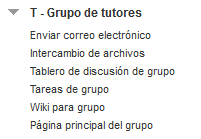 T - Grupo de tutores
Enviar correo electrónico
Intercambio de archivos
Tablero de discusión de grupo
Tareas de grupo
Wiki para grupo
Página principal del grupo